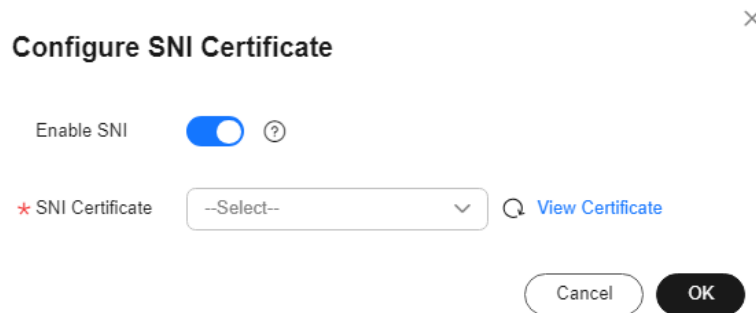 Configure SNI Certificate
Enable SNI
* SNI Certificate --Select-- View Certificate
Cancel OK